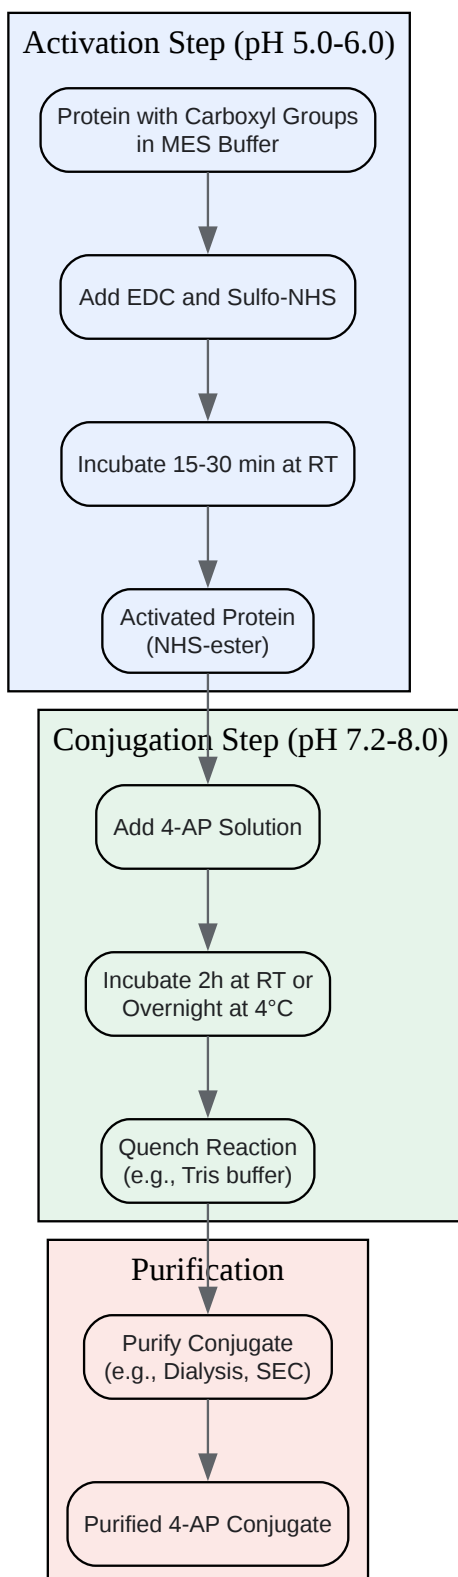 Activation Step (pH 5.0-6.0)
Protein with Carboxyl Groups
in MES Buffer
Add EDC and Sulfo-NHS
Incubate 15-30 min at RT
Activated Protein
(NHS-ester)
Conjugation Step (pH 7.2-8.0)
Add 4-AP Solution
Incubate 2h at RT or
Overnight at 4°C
Quench Reaction
(e.g., Tris buffer)
Purification
Purify Conjugate
(e.g., Dialysis, SEC)
Purified 4-AP Conjugate